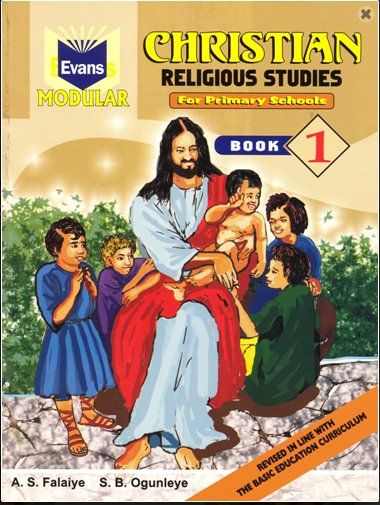 Evans
MODULAR
CHRISTIAN
RELIGIOUS STUDIES
For Primary Schools
BOOK 1
REVISED IN LINE WITH
THE BASIC EDUCATION CURRICULUM
A. S. Falaiye S. B. Ogunleye